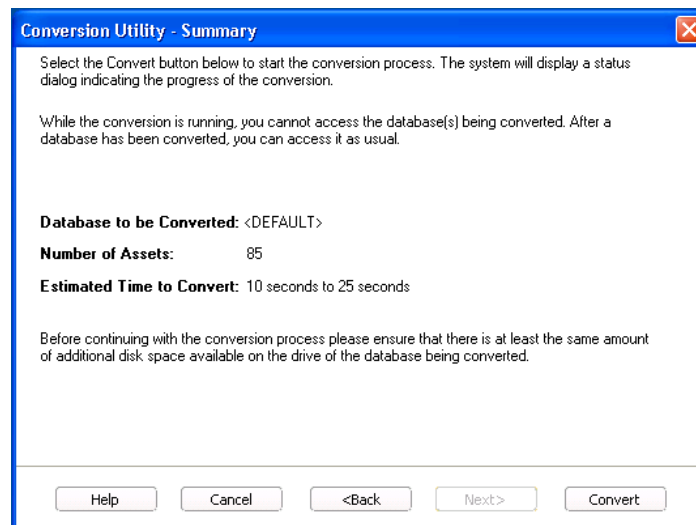 Conversion Utility - Summary
Select the Convert button below to start the conversion process. The system will display a status
dialog indicating the progress of the conversion.
While the conversion is running, you cannot access the database(s) being converted. After a
database has been converted, you can access it as usual.
Database to be Converted: <DEFAULT>
Number of Assets: 85
Estimated Time to Convert: 10 seconds to 25 seconds
Before continuing with the conversion process please ensure that there is at least the same amount
of additional disk space available on the drive of the database being converted.
Help Cancel <Back Next> Convert